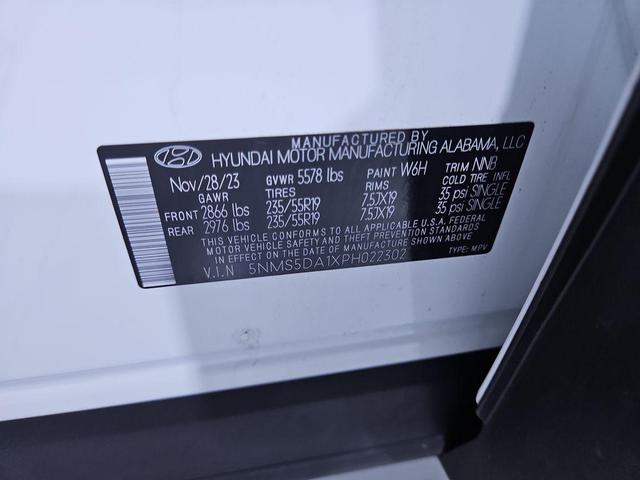 MANUFACTURED BY
HYUNDAI MOTOR MANUFACTURING ALABAMA, LLC
Nov/28/23 GVWR 5578 lbs PAINT W6H TRIM NNB
GAWR TIRES RIMS COLD TIRE INFL
FRONT 2866 lbs 235/55R19 7.5JX19 35 psi SINGLE
REAR 2976 lbs 235/55R19 7.5JX19 35 psi SINGLE
THIS VEHICLE CONFORMS TO ALL APPLICABLE U.S.A. FEDERAL
MOTOR VEHICLE SAFETY AND THEFT PREVENTION STANDARDS
IN EFFECT ON THE DATE OF MANUFACTURE SHOWN ABOVE.
V.I.N 5NMS5DA1XPH022302 TYPE: MPV